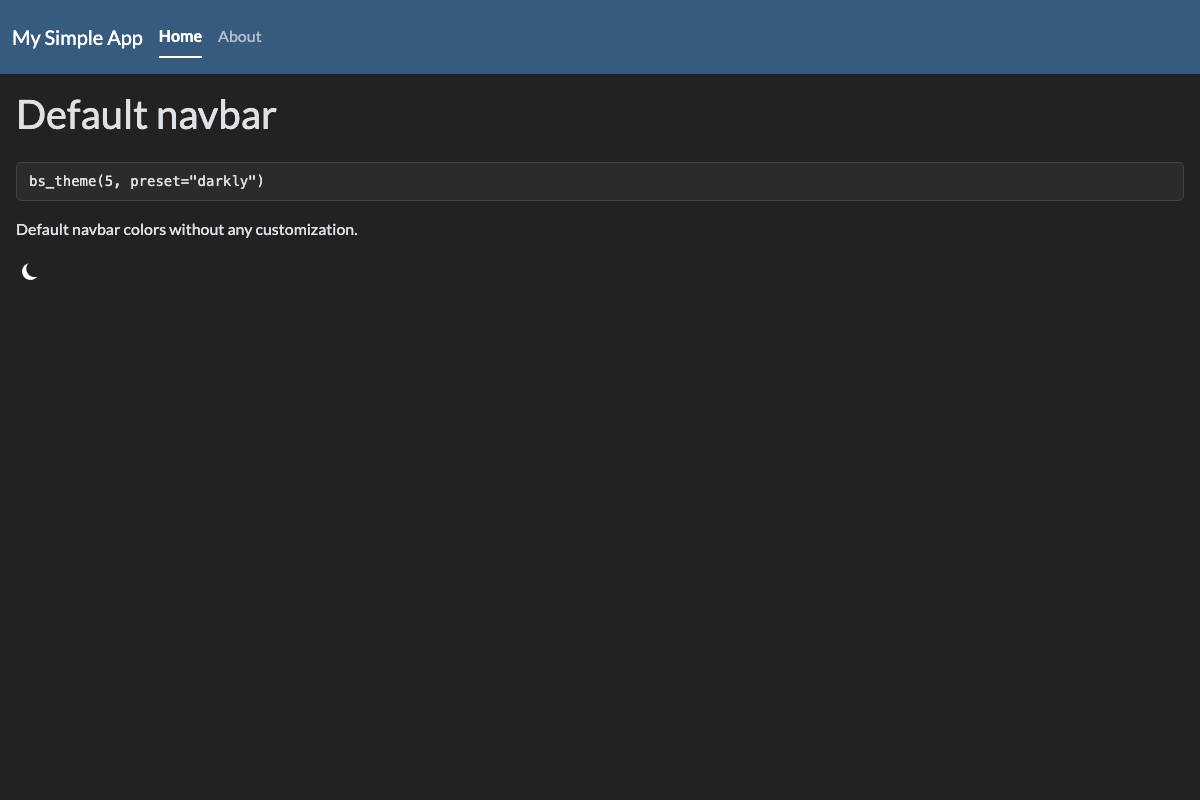 My Simple App Home About
Default navbar
bs_theme(5, preset="darkly")
Default navbar colors without any customization.